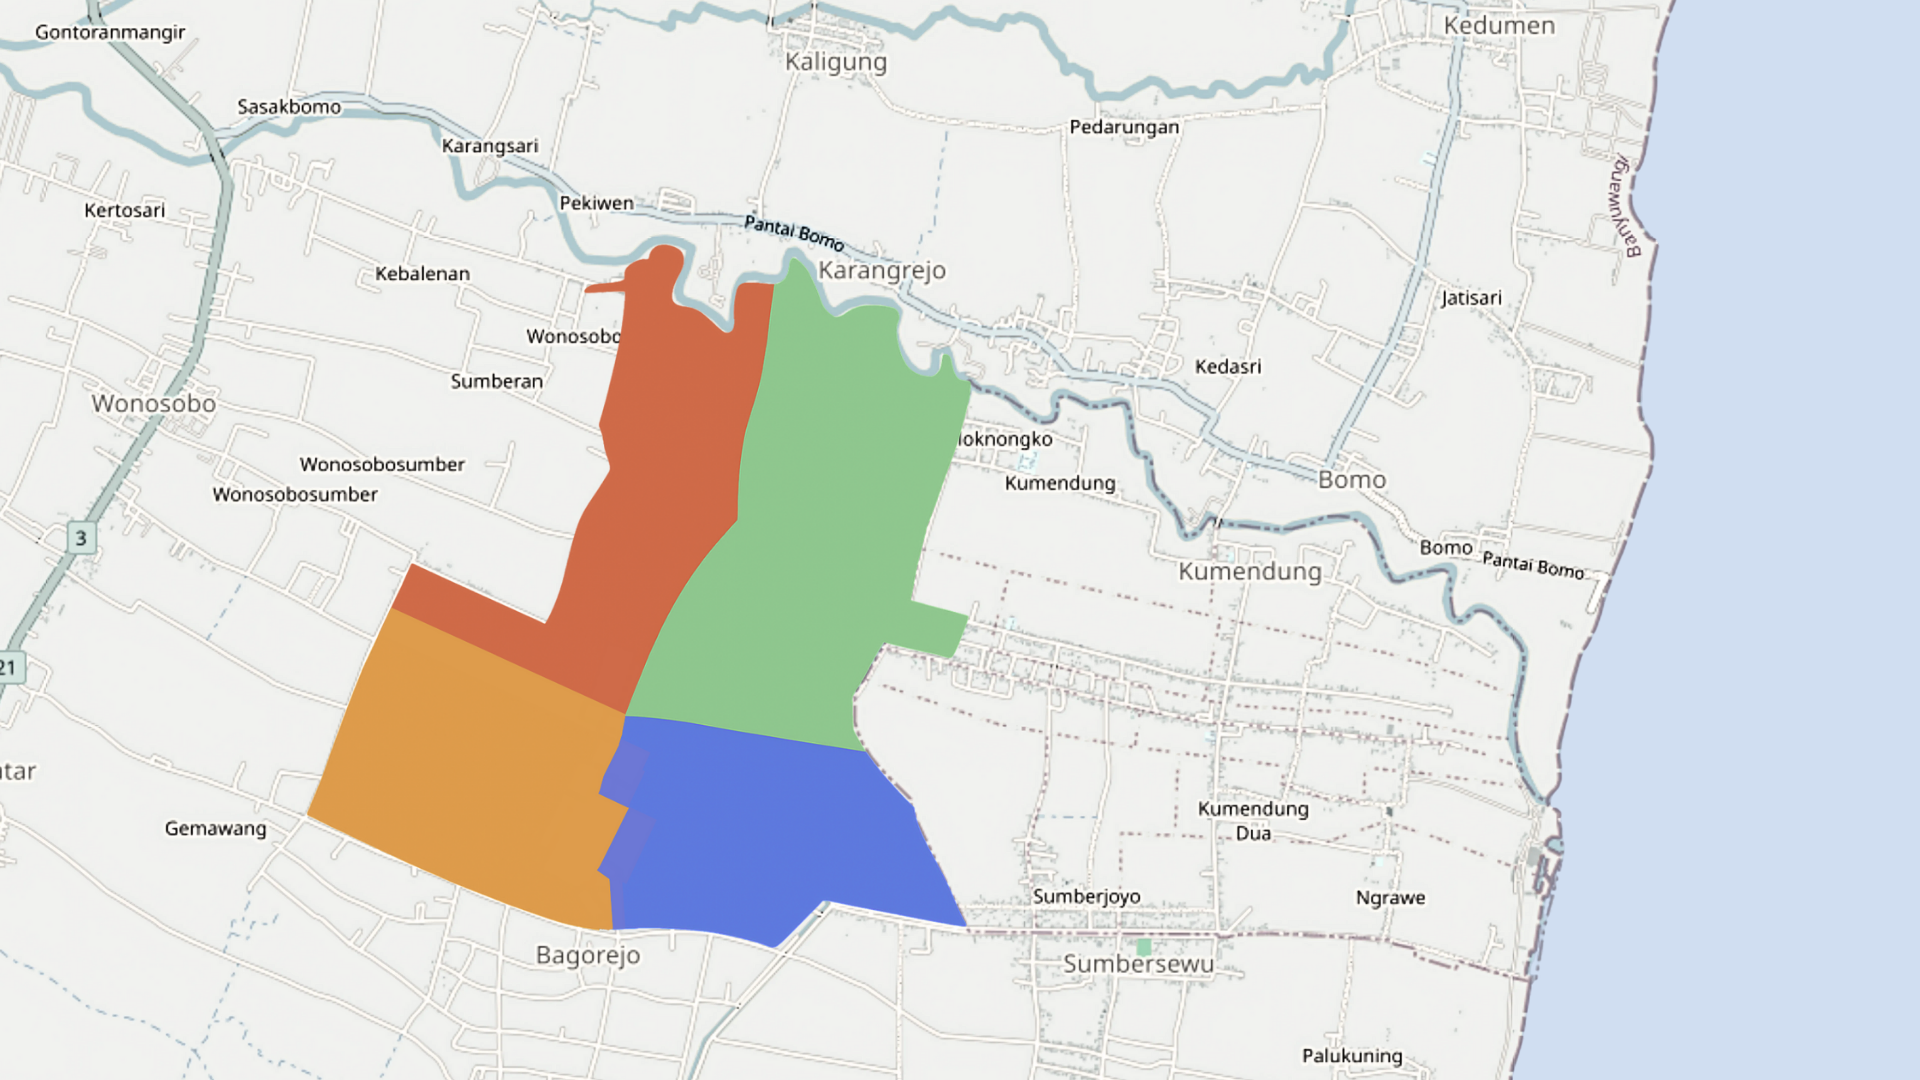 Gontoranmangir
Kedumen
Kaligung
Sasakbomo
Pedarungan
Karangsari
Banyuwangi
Pekiwen
Kertosari
Pantai Bomo
Karangrejo
Kebalenan
Jatisari
Wonosobo
Kedasri
Sumberan
Wonosobo
loknongko
Wonosobosumber
Kumendung
Bomo
Wonosobosumber
3
Bomo
Pantai Bomo
Kumendung
21
tar
Kumendung
Dua
Gemawang
Sumberjoyo
Ngrawe
Bagorejo
Sumbersewu
Palukuning